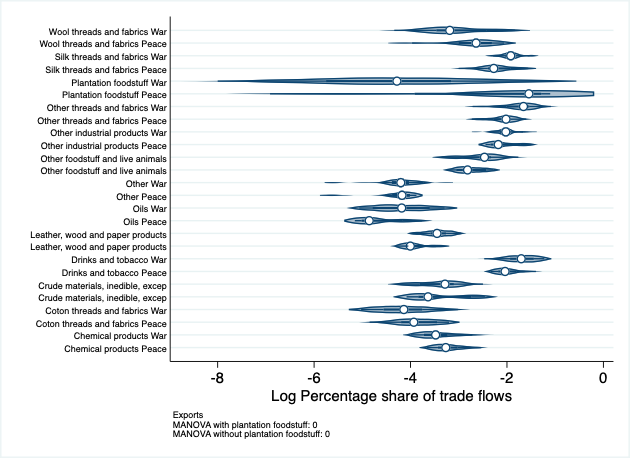 Wool threads and fabrics War
Wool threads and fabrics Peace
Silk threads and fabrics War
Silk threads and fabrics Peace
Plantation foodstuff War
Plantation foodstuff Peace
Other threads and fabrics War
Other threads and fabrics Peace
Other industrial products War
Other industrial products Peace
Other foodstuff and live animals
Other foodstuff and live animals
Other War
Other Peace
Oils War
Oils Peace
Leather, wood and paper products
Leather, wood and paper products
Drinks and tobacco War
Drinks and tobacco Peace
Crude materials, inedible, excep
Crude materials, inedible, excep
Coton threads and fabrics War
Coton threads and fabrics Peace
Chemical products War
Chemical products Peace
-8 -6 -4 -2 0
Log Percentage share of trade flows
Exports
MANOVA with plantation foodstuff: 0
MANOVA without plantation foodstuff: 0